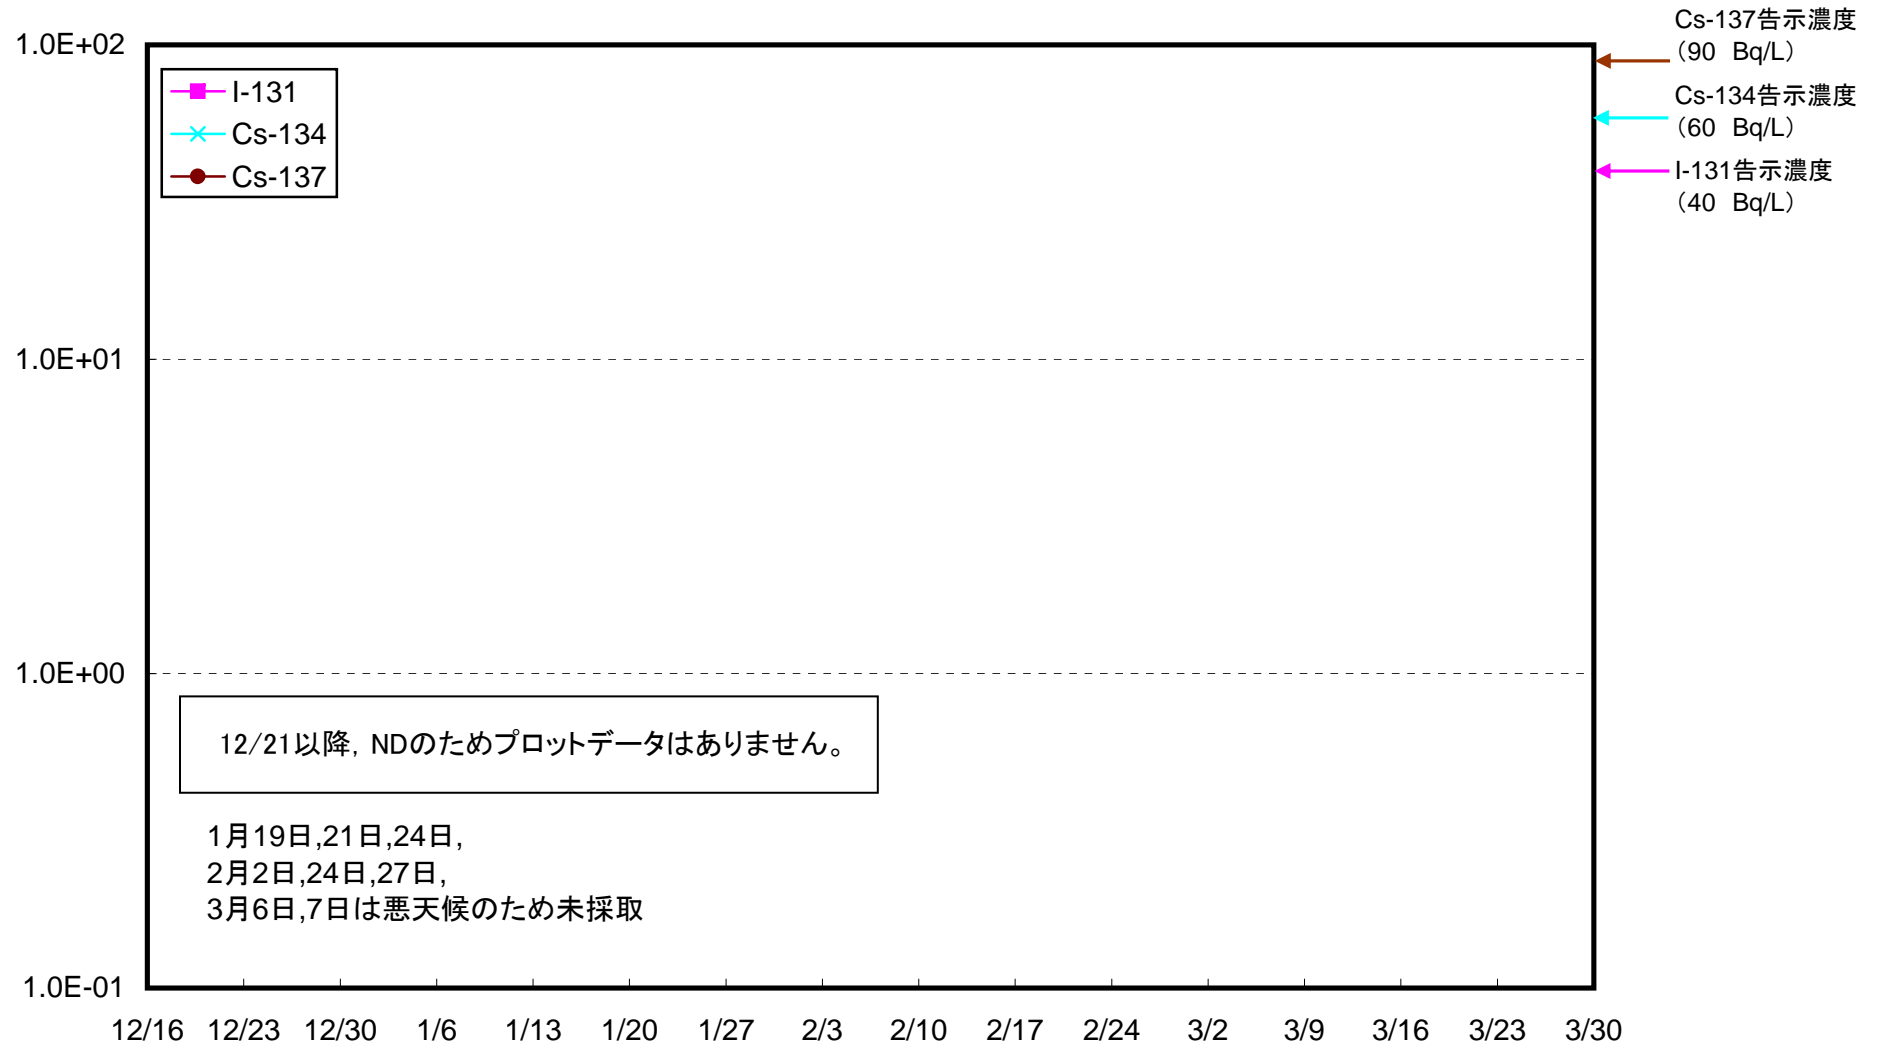 Cs-137告示濃度
（90 Bq/L）
Cs-134告示濃度
（60 Bq/L）
I-131告示濃度
（40 Bq/L）
1.0E+02
1.0E+01
1.0E+00
1.0E-01
I-131
Cs-134
Cs-137
12/21以降，NDのためプロットデータはありません。
1月19日,21日,24日,
2月2日,24日,27日,
3月6日,7日は悪天候のため未採取
12/16 12/23 12/30 1/6 1/13 1/20 1/27 2/3 2/10 2/17 2/24 3/2 3/9 3/16 3/23 3/30